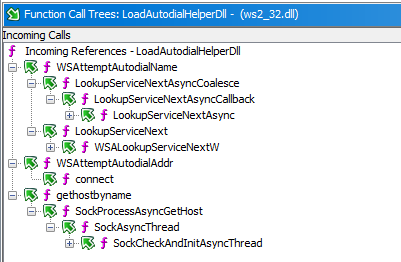 Function Call Trees: LoadAutodialHelperDll - (ws2_32.dll)
Incoming Calls
f Incoming References - LoadAutodialHelperDll
f WSAttemptAutodialName
f LookupServiceNextAsyncCoalesce
f LookupServiceNextAsyncCallback
f LookupServiceNextAsync
f LookupServiceNext
f WSALookupServiceNextW
f WSAttemptAutodialAddr
f connect
f gethostbyname
f SockProcessAsyncGetHost
f SockAsyncThread
f SockCheckAndInitAsyncThread